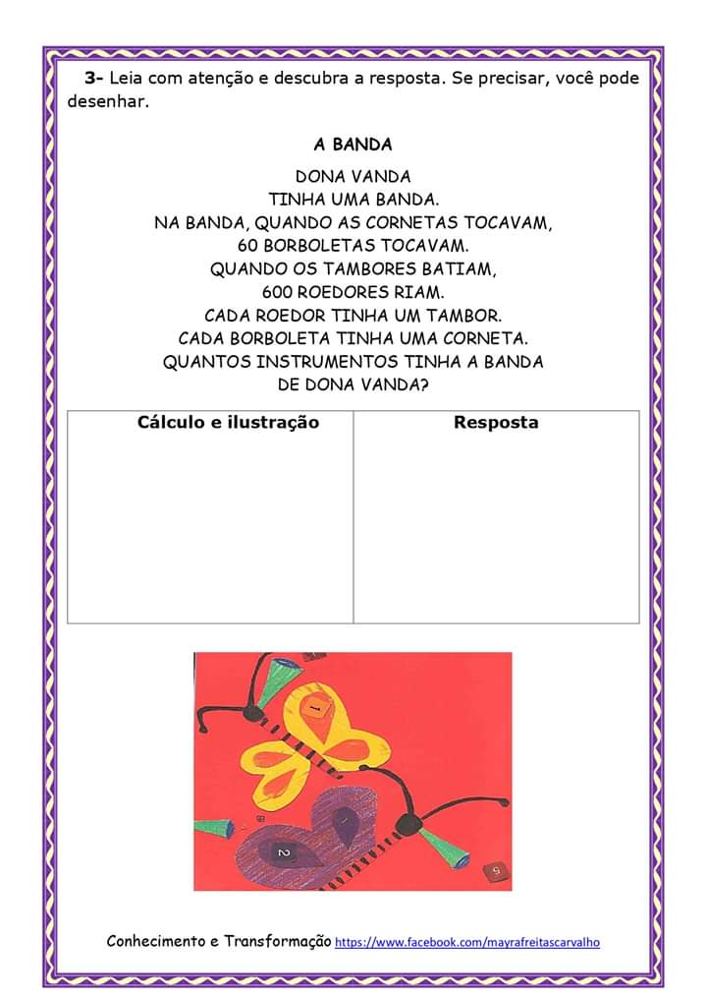 3- Leia com atenção e descubra a resposta. Se precisar, você pode
desenhar.
A BANDA
DONA VANDA
TINHA UMA BANDA.
NA BANDA, QUANDO AS CORNETAS TOCAVAM,
60 BORBOLETAS TOCAVAM.
QUANDO OS TAMBORES BATIAM,
600 ROEDORES RIAM.
CADA ROEDOR TINHA UM TAMBOR.
CADA BORBOLETA TINHA UMA CORNETA.
QUANTOS INSTRUMENTOS TINHA A BANDA
DE DONA VANDA?
Cálculo e ilustração
Resposta
1
2
5
Conhecimento e Transformação https://www.facebook.com/mayrafreitascarvalho